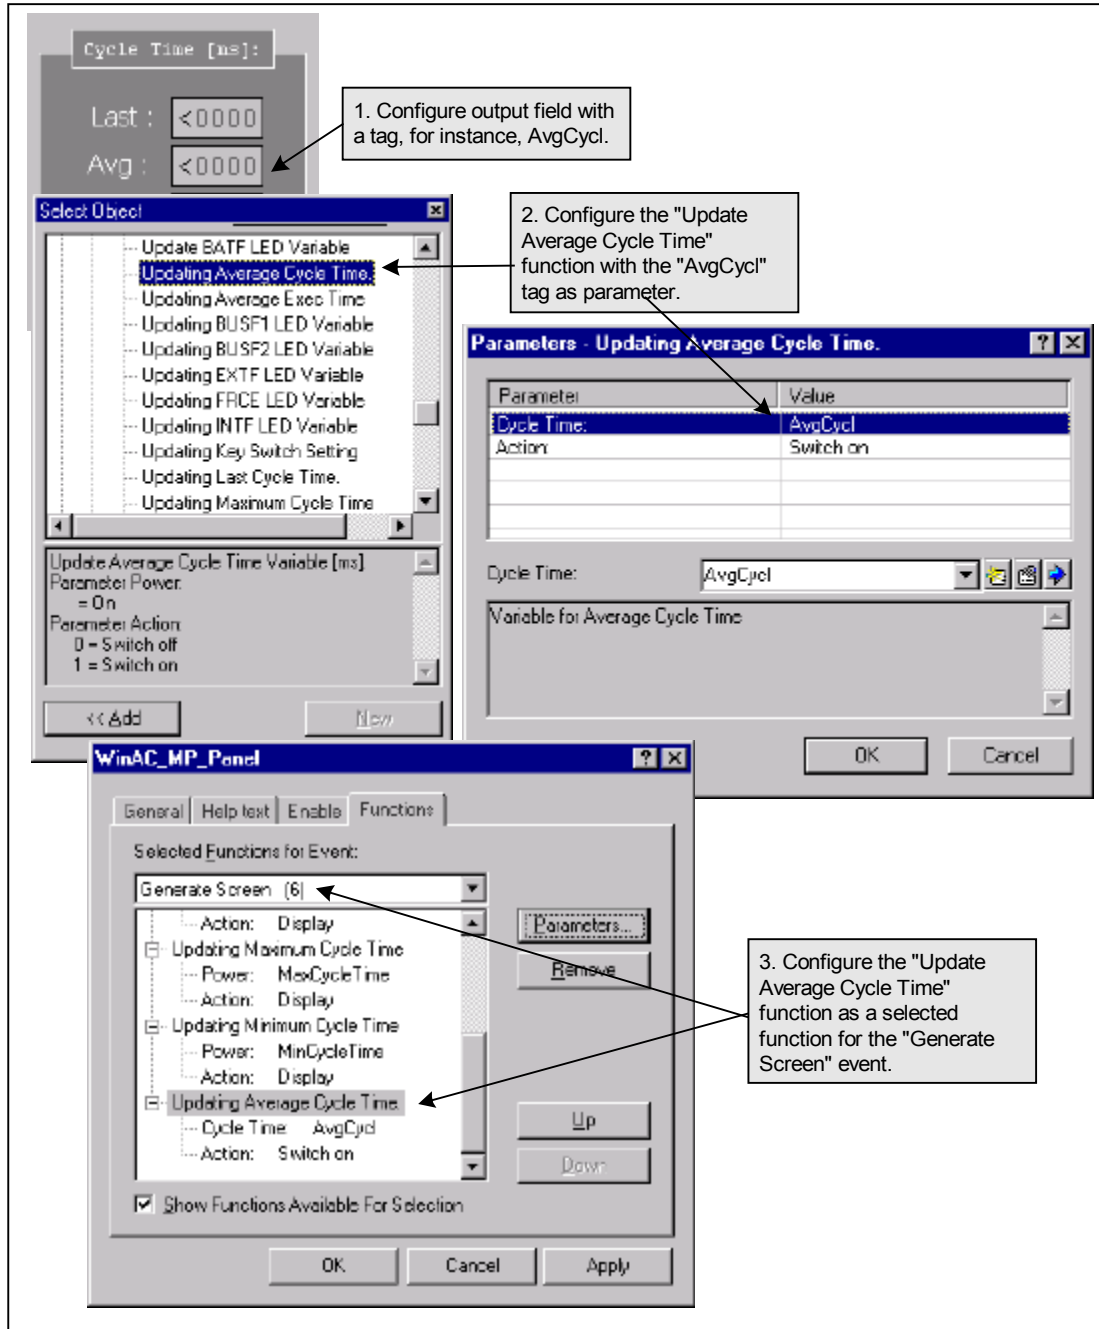 Cycle Time [ms]:
Last : <0000
Avg : <0000
1. Configure output field with
a tag, for instance, AvgCycl.
Select Object
Update BATF LED Variable
Updating Average Cycle Time.
Updating Average Exec Time
Updating BUSF1 LED Variable
Updating BUSF2 LED Variable
Updating EXTF LED Variable
Updating FRCE LED Variable
Updating INTF LED Variable
Updating Key Switch Setting
Updating Last Cycle Time.
Updating Maximum Cycle Time
Update Average Cycle Time Variable [ms]
Parameter Power:
= On
Parameter Action:
0 = Switch off
1 = Switch on
<< Add
New
2. Configure the "Update
Average Cycle Time"
function with the "AvgCycl"
tag as parameter.
Parameters - Updating Average Cycle Time.
Parameter Value
Cycle Time: AvgCycl
Action: Switch on
Cycle Time: AvgCycl
Variable for Average Cycle Time
OK
Cancel
WinAC_MP_Panel
General Help text Enable Functions
Selected Functions for Event:
Generate Screen (6)
Action: Display
Updating Maximum Cycle Time
Power: MaxCycleTime
Action: Display
Updating Minimum Cycle Time
Power: MinCycleTime
Action: Display
Updating Average Cycle Time.
Cycle Time: AvgCycl
Action: Switch on
Parameters...
Remove
Up
Down
Show Functions Available For Selection
OK
Cancel
Apply
3. Configure the "Update
Average Cycle Time"
function as a selected
function for the "Generate
Screen" event.